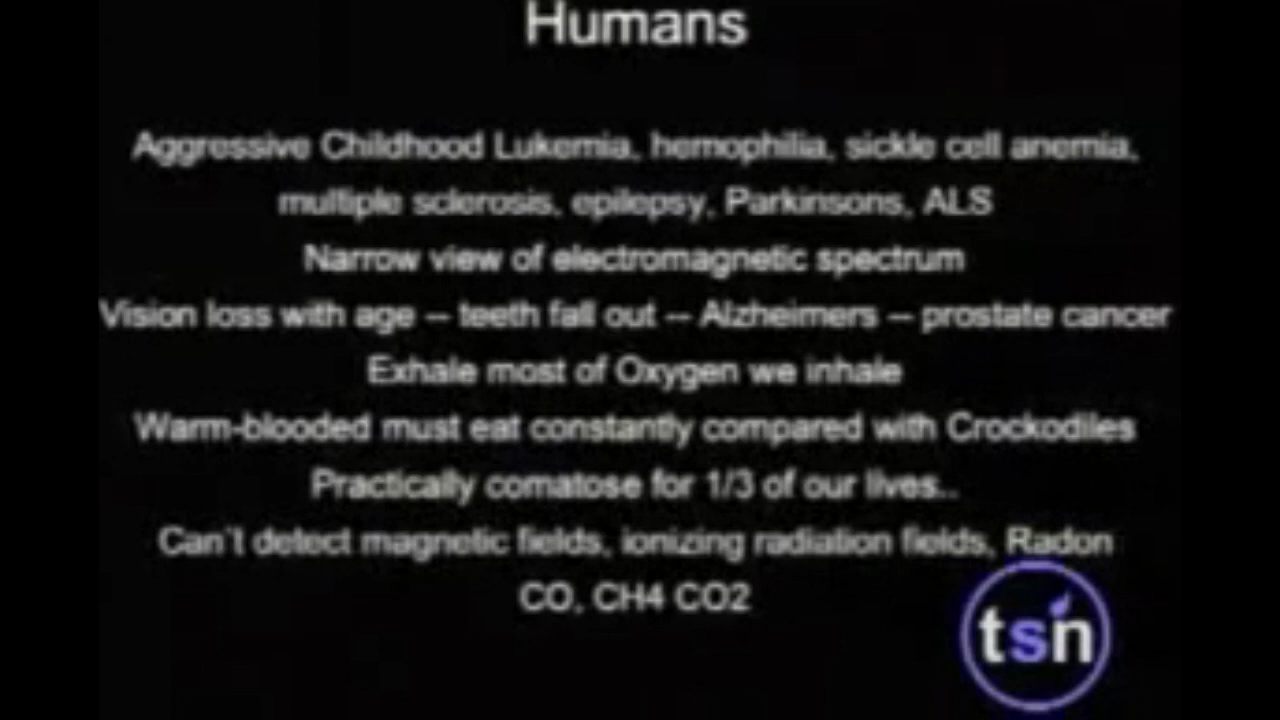 Humans
Aggressive Childhood Lukemia, hemophilia, sickle cell anemia,
multiple sclerosis, epilepsy, Parkinsons, ALS
Narrow view of electromagnetic spectrum
Vision loss with age -- teeth fall out -- Alzheimers -- prostate cancer
Exhale most of Oxygen we inhale
Warm-blooded must eat constantly compared with Crockodiles
Practically comatose for 1/3 of our lives..
Can't detect magnetic fields, ionizing radiation fields, Radon
CO, CH4 CO2
tsn